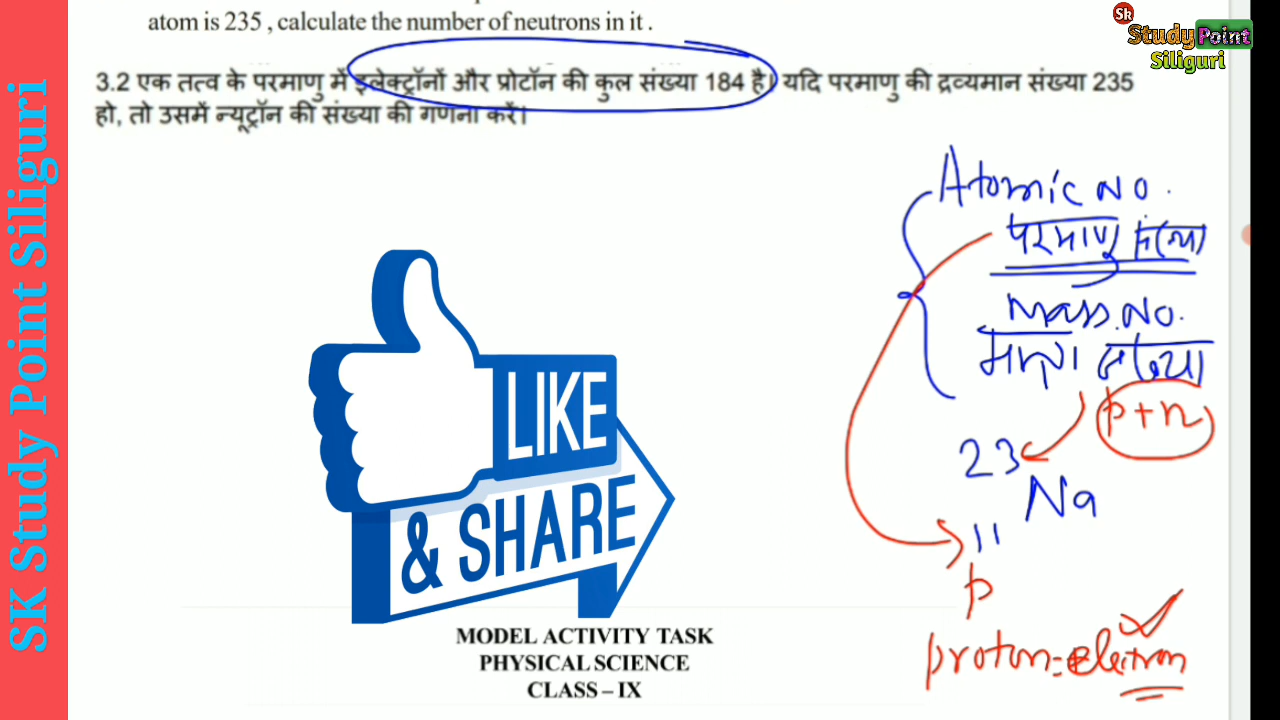 atom is 235 , calculate the number of neutrons in it .
3.2 एक तत्व के परमाणु में इलेक्ट्रॉनों और प्रोटॉन की कुल संख्या 184 है। यदि परमाणु की द्रव्यमान संख्या 235
हो, तो उसमें न्यूट्रॉन की संख्या की गणना करें।
Sk
Study Point
Siliguri
SK Study Point Siliguri
Atomic No.
परमाणु संख्या
Mass. No.
संख्या
p+n
23
Na
11
p
proton = electron
LIKE
& SHARE
MODEL ACTIVITY TASK
PHYSICAL SCIENCE
CLASS – IX